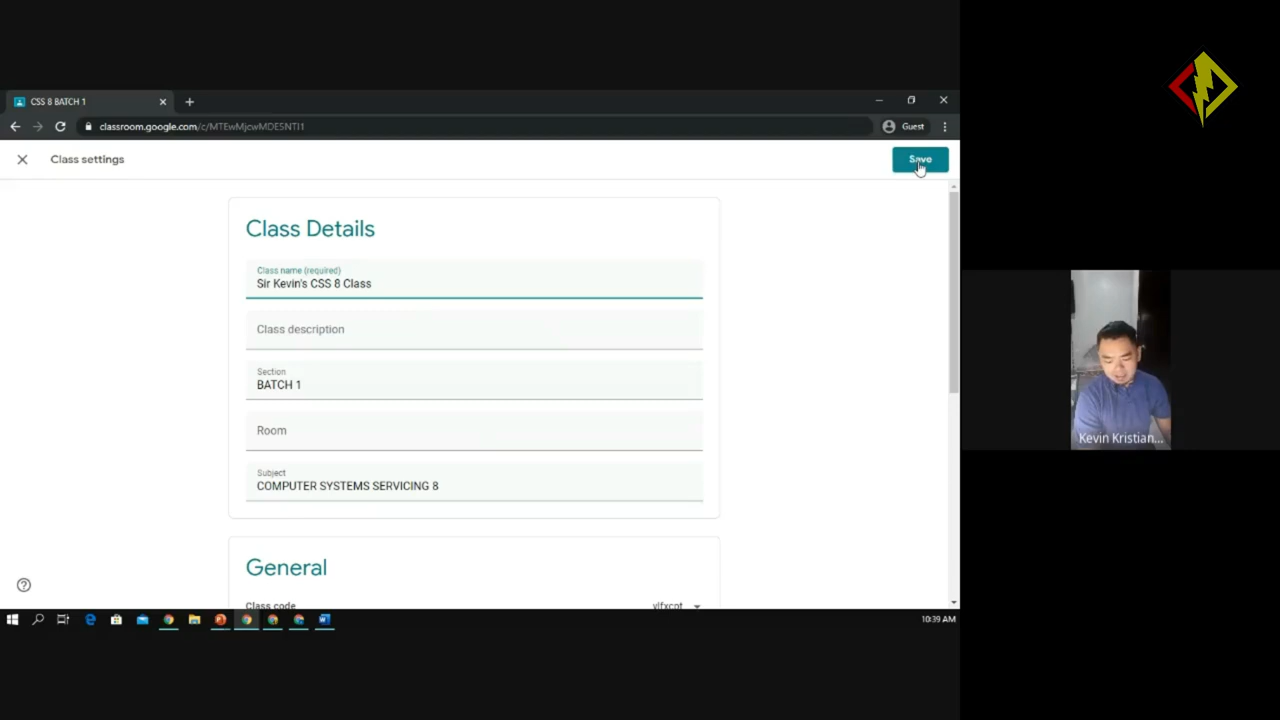 CSS 8 BATCH 1
classroom.google.com/c/MTEwMjcwMDE5NTI1
Guest
Class settings
Save
Class Details
Class name (required)
Sir Kevin's CSS 8 Class
Class description
Section
BATCH 1
Room
Subject
COMPUTER SYSTEMS SERVICING 8
General
Class code
10:39 AM
Kevin Kristian...